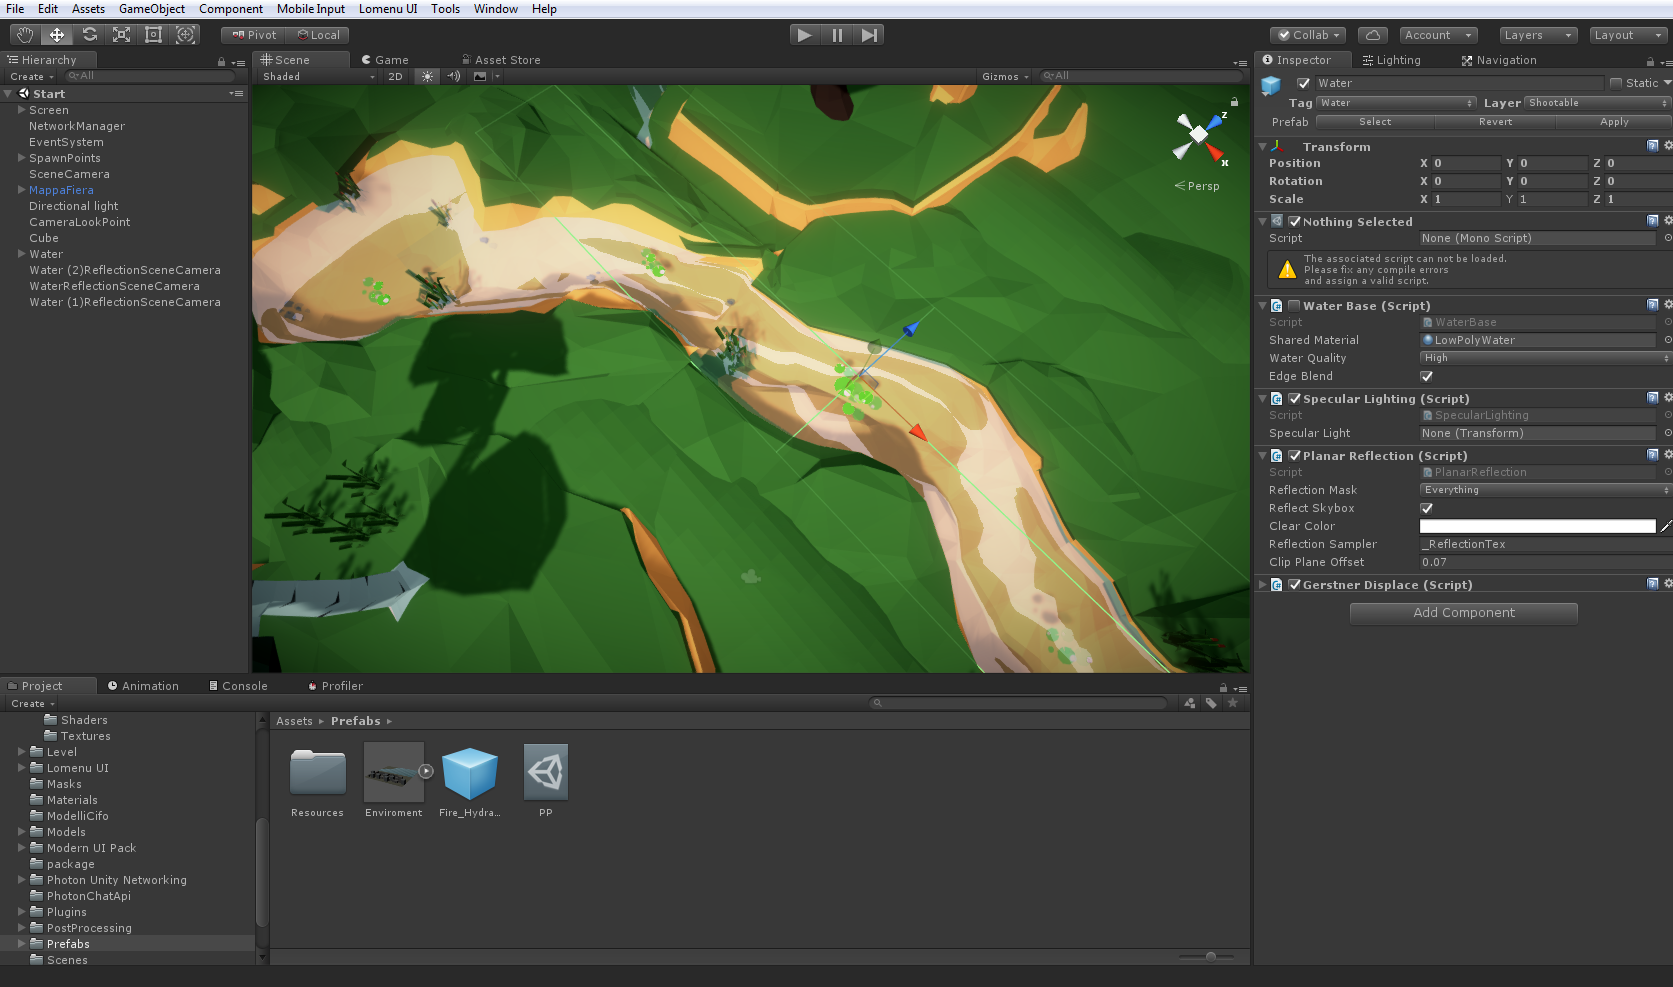 File Edit Assets GameObject Component Mobile Input Lomenu UI Tools Window Help
Pivot Local Collab Account Layers Layout
Hierarchy
Create All
Start
Screen
NetworkManager
EventSystem
SpawnPoints
SceneCamera
MappaFiera
Directional light
CameraLookPoint
Cube
Water
Water (2)ReflectionSceneCamera
WaterReflectionSceneCamera
Water (1)ReflectionSceneCamera
Scene Game Asset Store
Shaded 2D Gizmos All
z
x
Persp
Inspector Lighting Navigation
Water Static
Tag Water Layer Shootable
Prefab Select Revert Apply
Transform
Position X 0 Y 0 Z 0
Rotation X 0 Y 0 Z 0
Scale X 1 Y 1 Z 1
Nothing Selected
Script None (Mono Script)
The associated script can not be loaded.
Please fix any compile errors
and assign a valid script.
Water Base (Script)
Script WaterBase
Shared Material LowPolyWater
Water Quality High
Edge Blend
Specular Lighting (Script)
Script SpecularLighting
Specular Light None (Transform)
Planar Reflection (Script)
Script PlanarReflection
Reflection Mask Everything
Reflect Skybox
Clear Color
Reflection Sampler _ReflectionTex
Clip Plane Offset 0.07
Gerstner Displace (Script)
Add Component
Project Animation Console Profiler
Create
Shaders
Textures
Level
Lomenu UI
Masks
Materials
ModelliCifo
Models
Modern UI Pack
package
Photon Unity Networking
PhotonChatApi
Plugins
PostProcessing
Prefabs
Scenes
Assets Prefabs
Resources Enviroment Fire_Hydra... PP